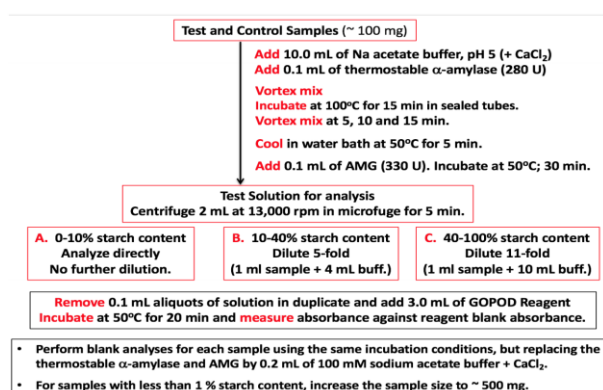 Test and Control Samples (~ 100 mg)
Add 10.0 mL of Na acetate buffer, pH 5 (+ CaCl₂)
Add 0.1 mL of thermostable α-amylase (280 U)
Vortex mix
Incubate at 100ºC for 15 min in sealed tubes.
Vortex mix at 5, 10 and 15 min.
Cool in water bath at 50ºC for 5 min.
Add 0.1 mL of AMG (330 U). Incubate at 50ºC; 30 min.
Test Solution for analysis
Centrifuge 2 mL at 13,000 rpm in microfuge for 5 min.
A. 0-10% starch content
Analyze directly
No further dilution.
B. 10-40% starch content
Dilute 5-fold
(1 ml sample + 4 mL buff.)
C. 40-100% starch content
Dilute 11-fold
(1 ml sample + 10 mL buff.)
Remove 0.1 mL aliquots of solution in duplicate and add 3.0 mL of GOPOD Reagent
Incubate at 50ºC for 20 min and measure absorbance against reagent blank absorbance.
• Perform blank analyses for each sample using the same incubation conditions, but replacing the
thermostable α-amylase and AMG by 0.2 mL of 100 mM sodium acetate buffer + CaCl₂.
• For samples with less than 1 % starch content, increase the sample size to ~ 500 mg.